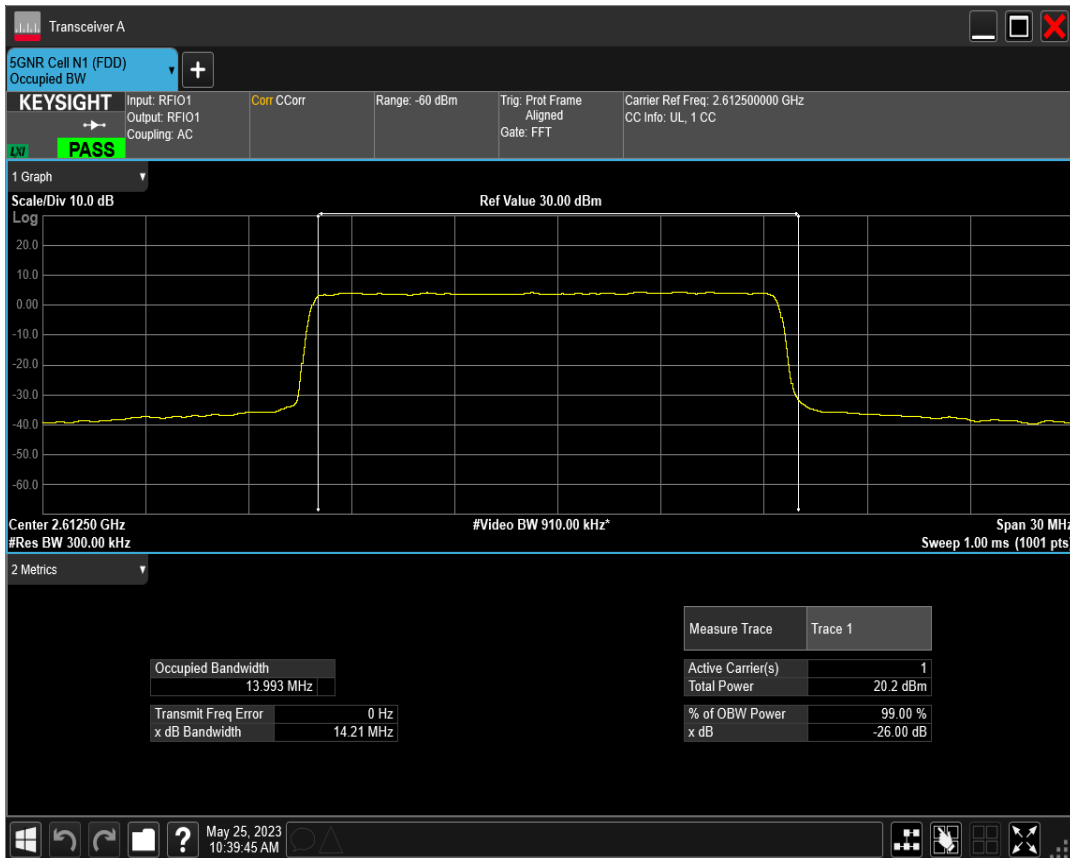 Transceiver A
5GNR Cell N1 (FDD)
Occupied BW
+
KEYSIGHT
LXI
PASS
Input: RFIO1
Output: RFIO1
Coupling: AC
Corr CCorr
Range: -60 dBm
Trig: Prot Frame
Aligned
Gate: FFT
Carrier Ref Freq: 2.612500000 GHz
CC Info: UL, 1 CC
1 Graph
Scale/Div 10.0 dB
Ref Value 30.00 dBm
Log
20.0
10.0
0.00
-10.0
-20.0
-30.0
-40.0
-50.0
-60.0
Center 2.61250 GHz
#Video BW 910.00 kHz*
Span 30 MHz
#Res BW 300.00 kHz
Sweep 1.00 ms (1001 pts)
2 Metrics
Measure Trace Trace 1
Occupied Bandwidth
13.993 MHz
Active Carrier(s) 1
Total Power 20.2 dBm
Transmit Freq Error 0 Hz
x dB Bandwidth 14.21 MHz
% of OBW Power 99.00 %
x dB -26.00 dB
?
May 25, 2023
10:39:45 AM